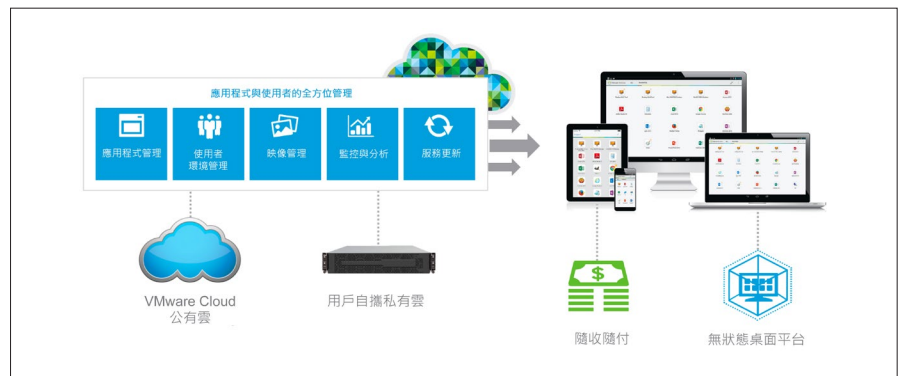 應用程式與使用者的全方位管理
應用程式管理
使用者
環境管理
映像管理
監控與分析
服務更新
VMware Cloud
公有雲
用戶自攜私有雲
$
隨收隨付
無狀態桌面平台